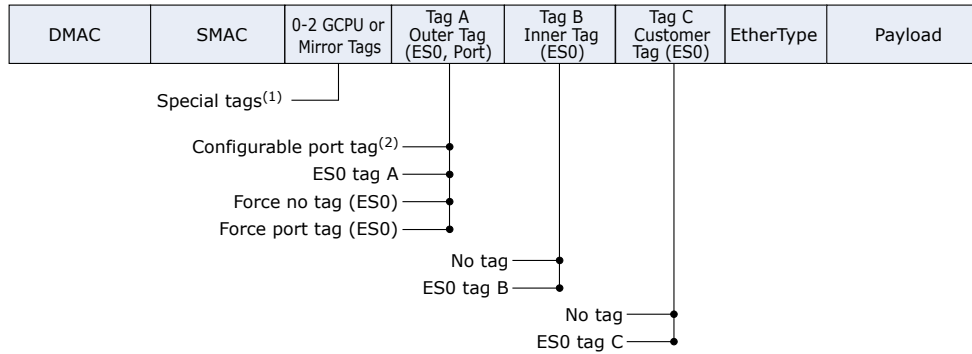 DMAC
SMAC
0-2 GCPU or
Mirror Tags
Tag A
Outer Tag
(ES0, Port)
Tag B
Inner Tag
(ES0)
Tag C
Customer
Tag (ES0)
EtherType
Payload
Special tags(1)
Configurable port tag(2)
ES0 tag A
Force no tag (ES0)
Force port tag (ES0)
No tag
ES0 tag B
No tag
ES0 tag C